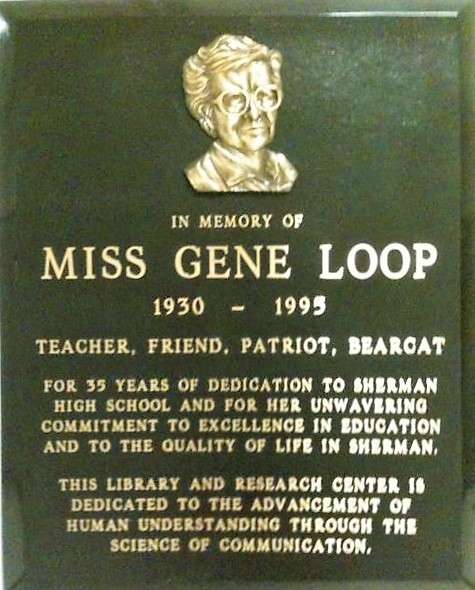 IN MEMORY OF
MISS GENE LOOP
1930 - 1995
TEACHER, FRIEND, PATRIOT, BEARCAT
FOR 35 YEARS OF DEDICATION TO SHERMAN
HIGH SCHOOL AND FOR HER UNWAVERING
COMMITMENT TO EXCELLENCE IN EDUCATION
AND TO THE QUALITY OF LIFE IN SHERMAN.
THIS LIBRARY AND RESEARCH CENTER IS
DEDICATED TO THE ADVANCEMENT OF
HUMAN UNDERSTANDING THROUGH THE
SCIENCE OF COMMUNICATION.